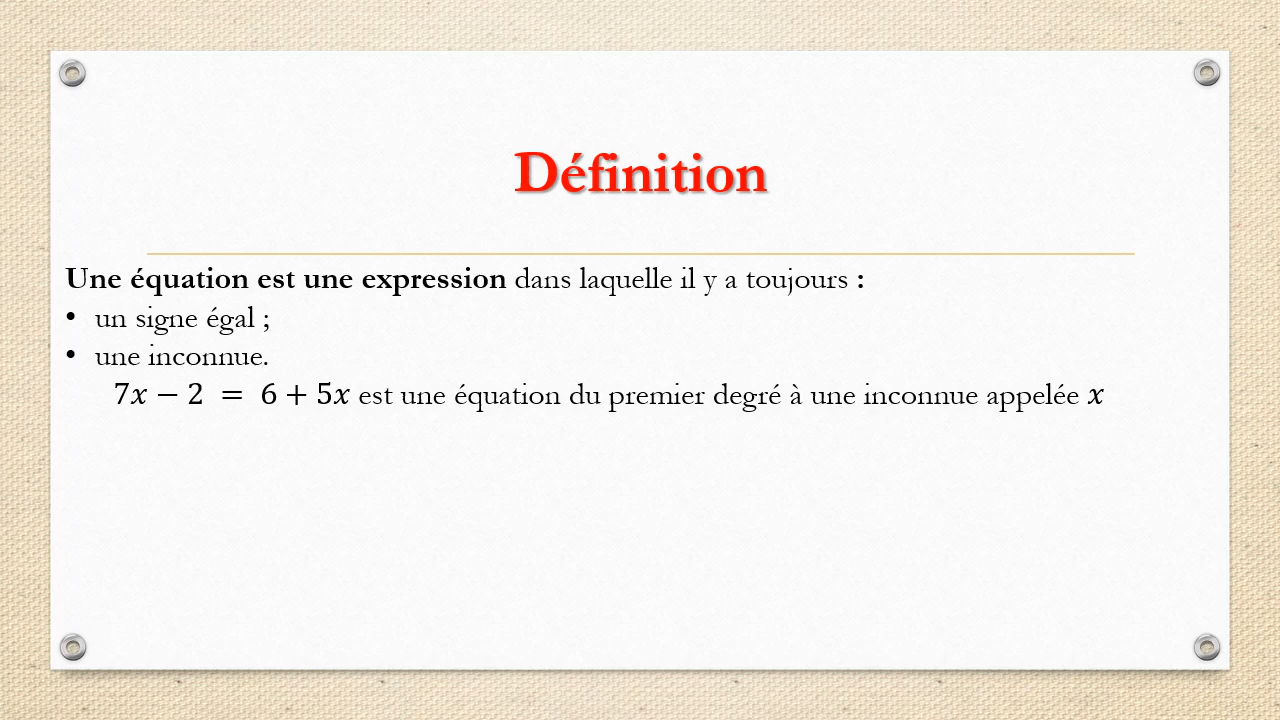 Définition
Une équation est une expression dans laquelle il y a toujours :
• un signe égal ;
• une inconnue.
7𝑥 − 2 = 6 + 5𝑥 est une équation du premier degré à une inconnue appelée 𝑥